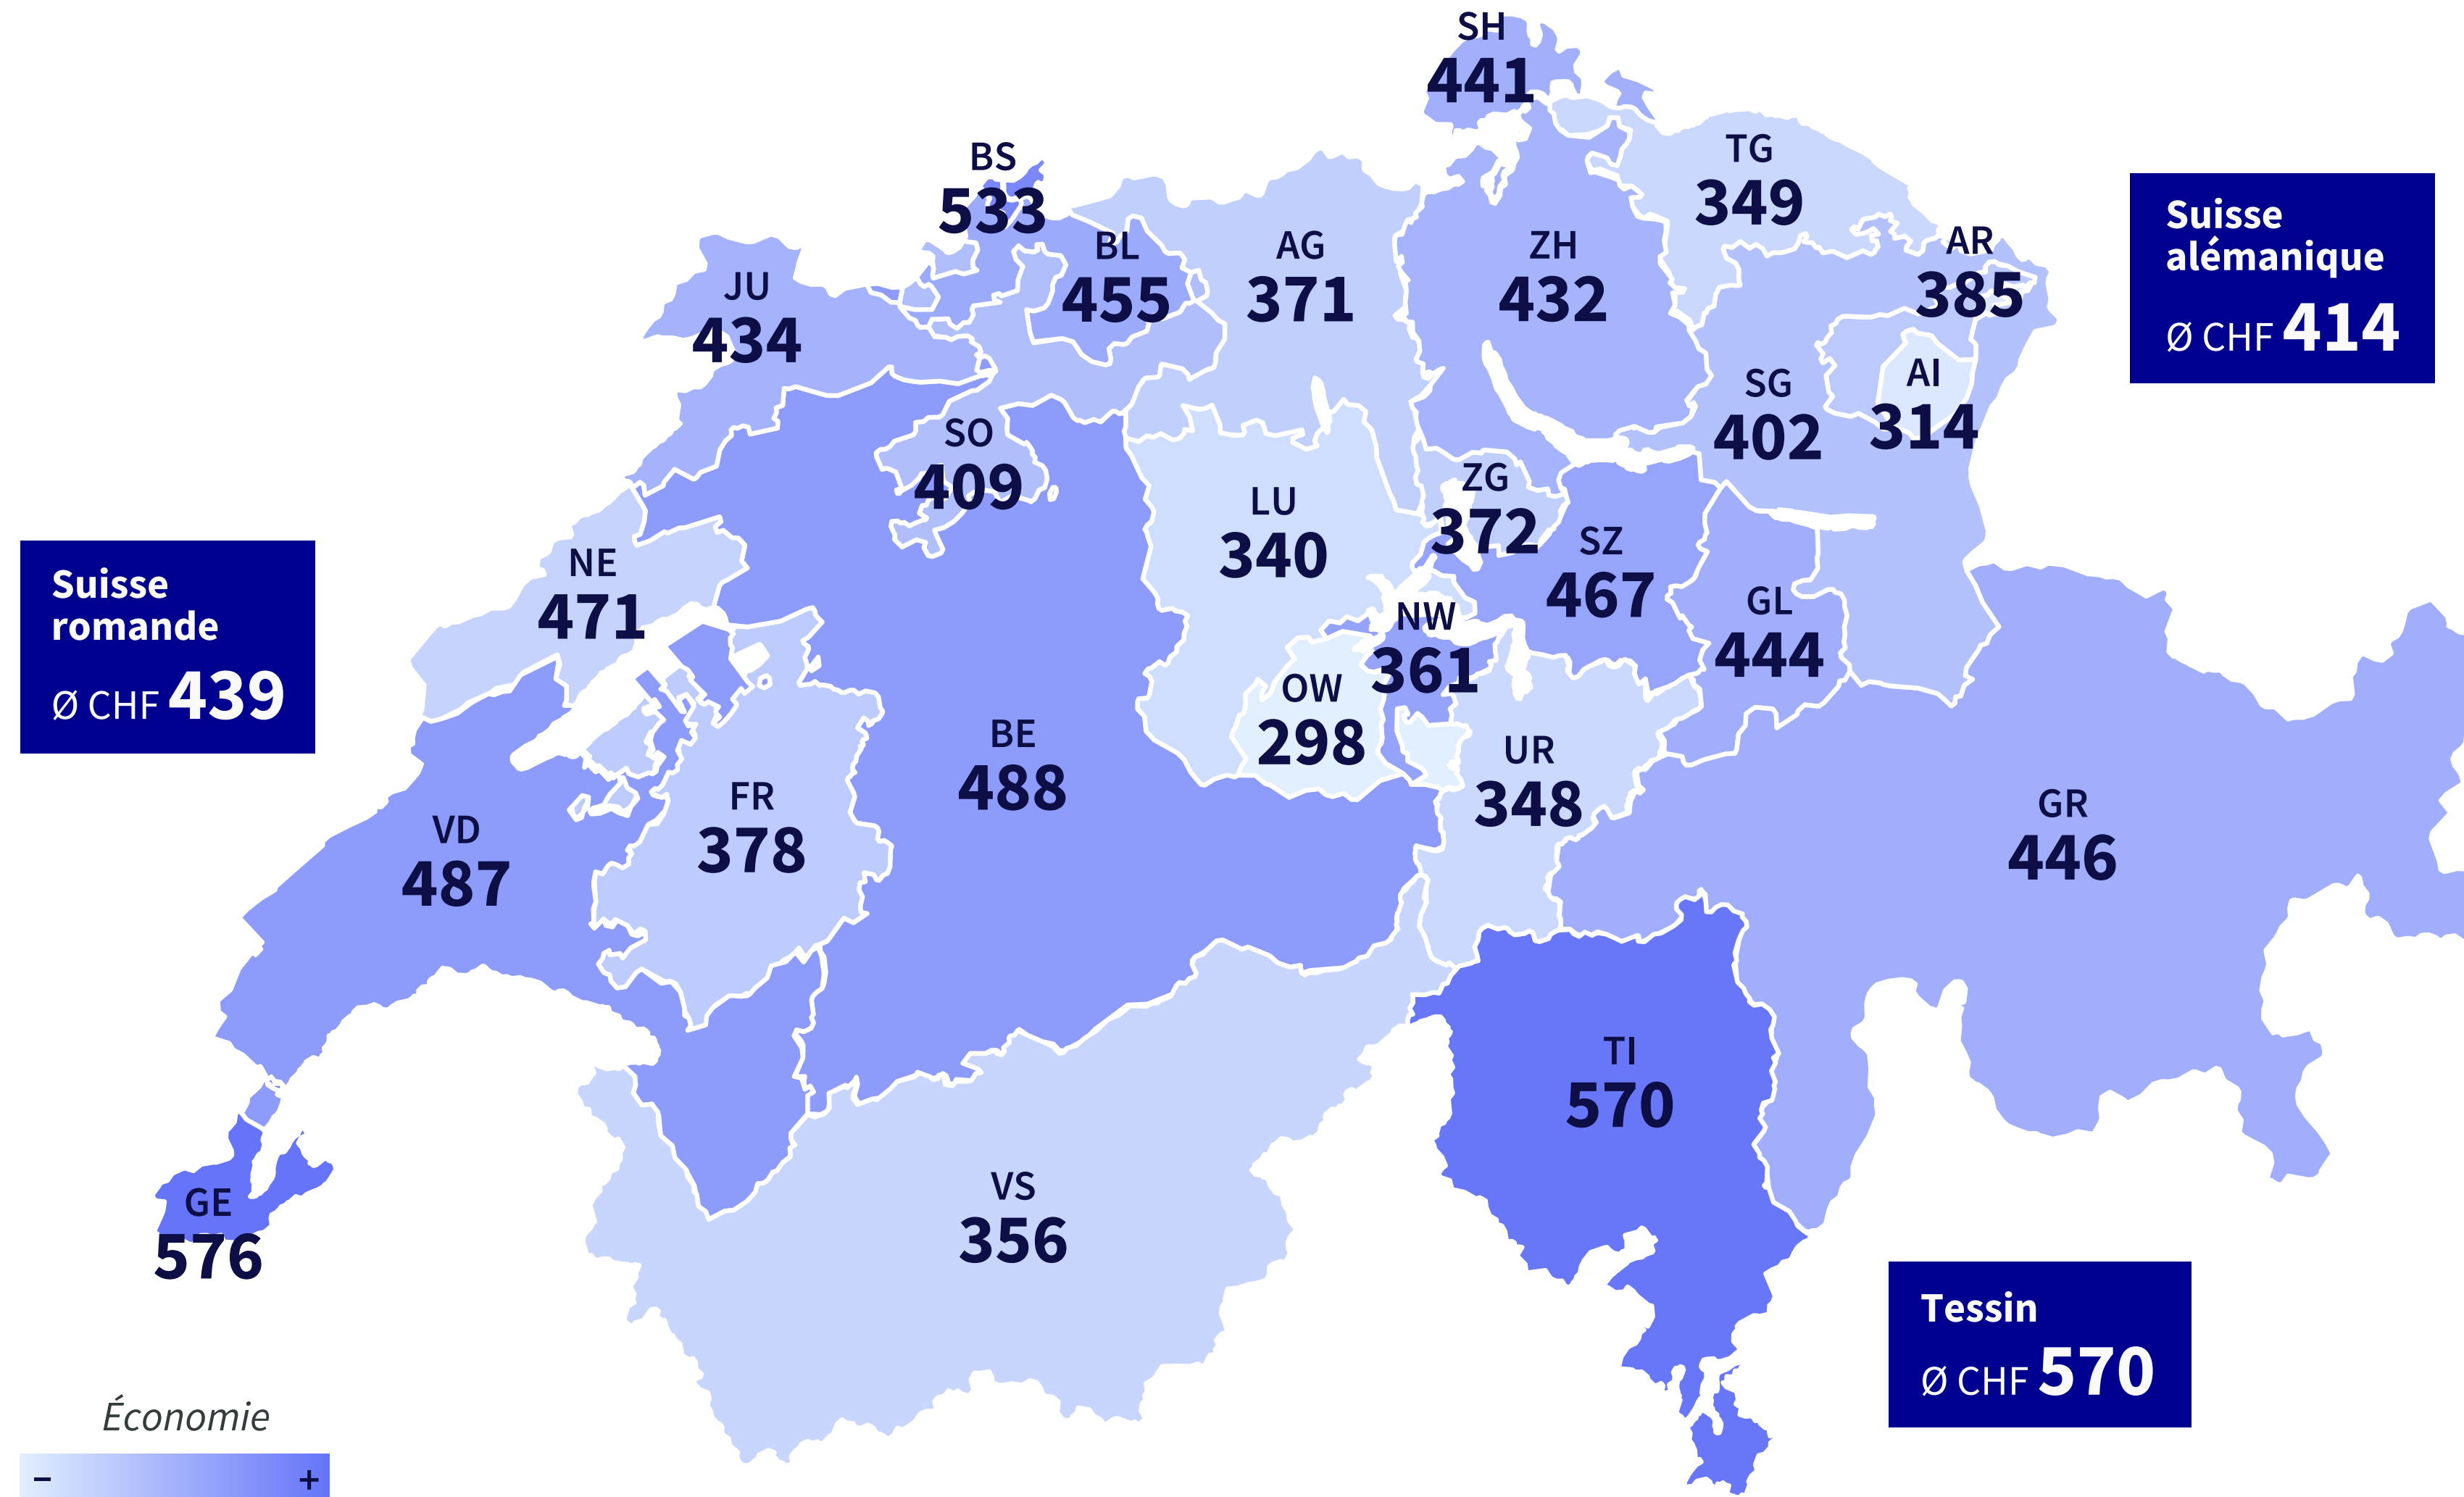 SH
441
BS
533
TG
349
BL
455
AG
371
ZH
432
AR
385
JU
434
SG
402
AI
314
SO
409
LU
340
ZG
372
SZ
467
NE
471
NW
361
GL
444
OW
298
BE
488
UR
348
FR
378
VD
487
GR
446
TI
570
VS
356
GE
576
Suisse
alémanique
Ø CHF 414
Suisse
romande
Ø CHF 439
Tessin
Ø CHF 570
Économie
– +